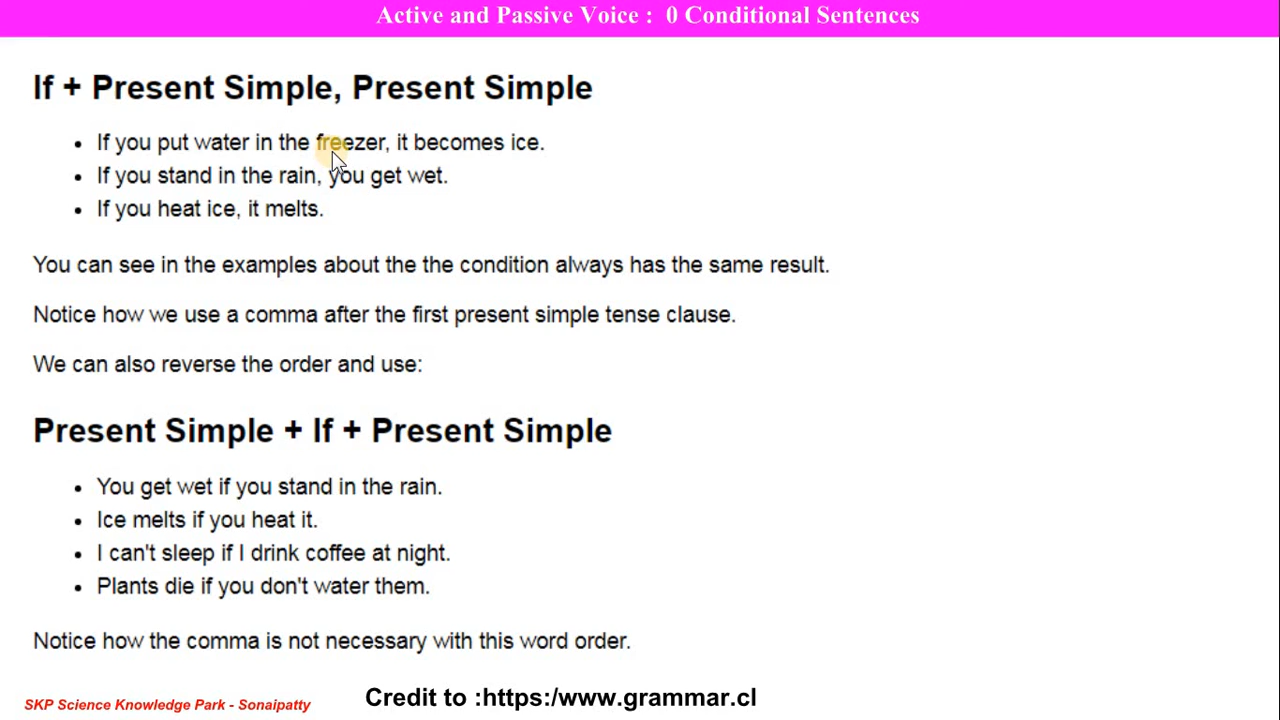 Active and Passive Voice :  0 Conditional Sentences
If + Present Simple, Present Simple
• If you put water in the freezer, it becomes ice.
• If you stand in the rain, you get wet.
• If you heat ice, it melts.
You can see in the examples about the the condition always has the same result.
Notice how we use a comma after the first present simple tense clause.
We can also reverse the order and use:
Present Simple + If + Present Simple
• You get wet if you stand in the rain.
• Ice melts if you heat it.
• I can't sleep if I drink coffee at night.
• Plants die if you don't water them.
Notice how the comma is not necessary with this word order.
SKP Science Knowledge Park - Sonaipatty
Credit to :https:/www.grammar.cl